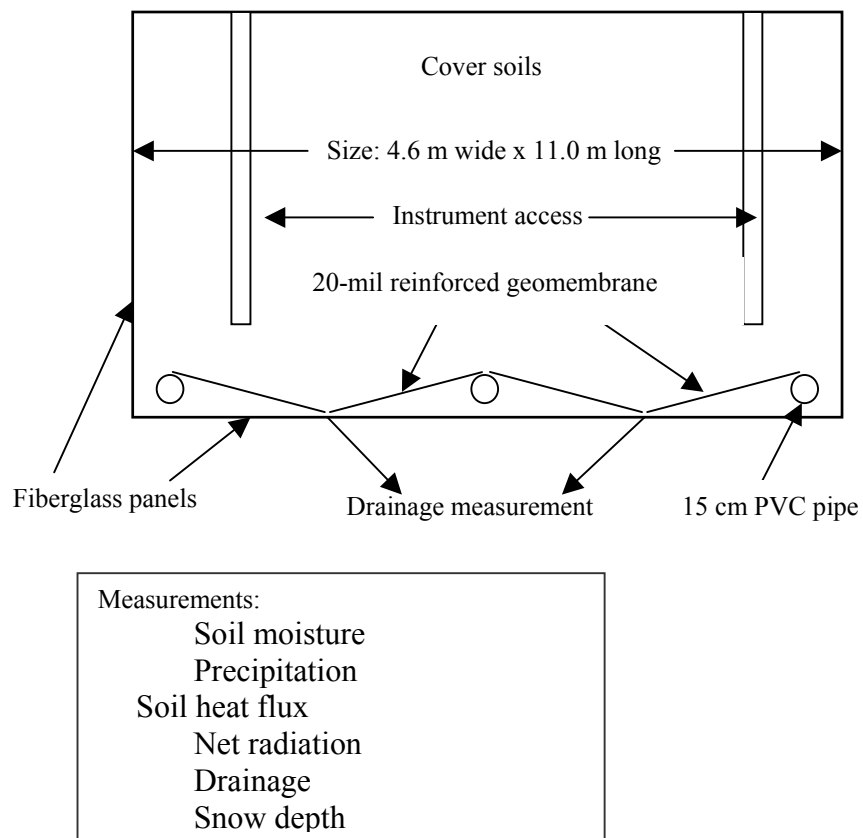 Cover soils
Size: 4.6 m wide x 11.0 m long
Instrument access
20-mil reinforced geomembrane
Fiberglass panels
Drainage measurement
15 cm PVC pipe
Measurements:
Soil moisture
Precipitation
Soil heat flux
Net radiation
Drainage
Snow depth